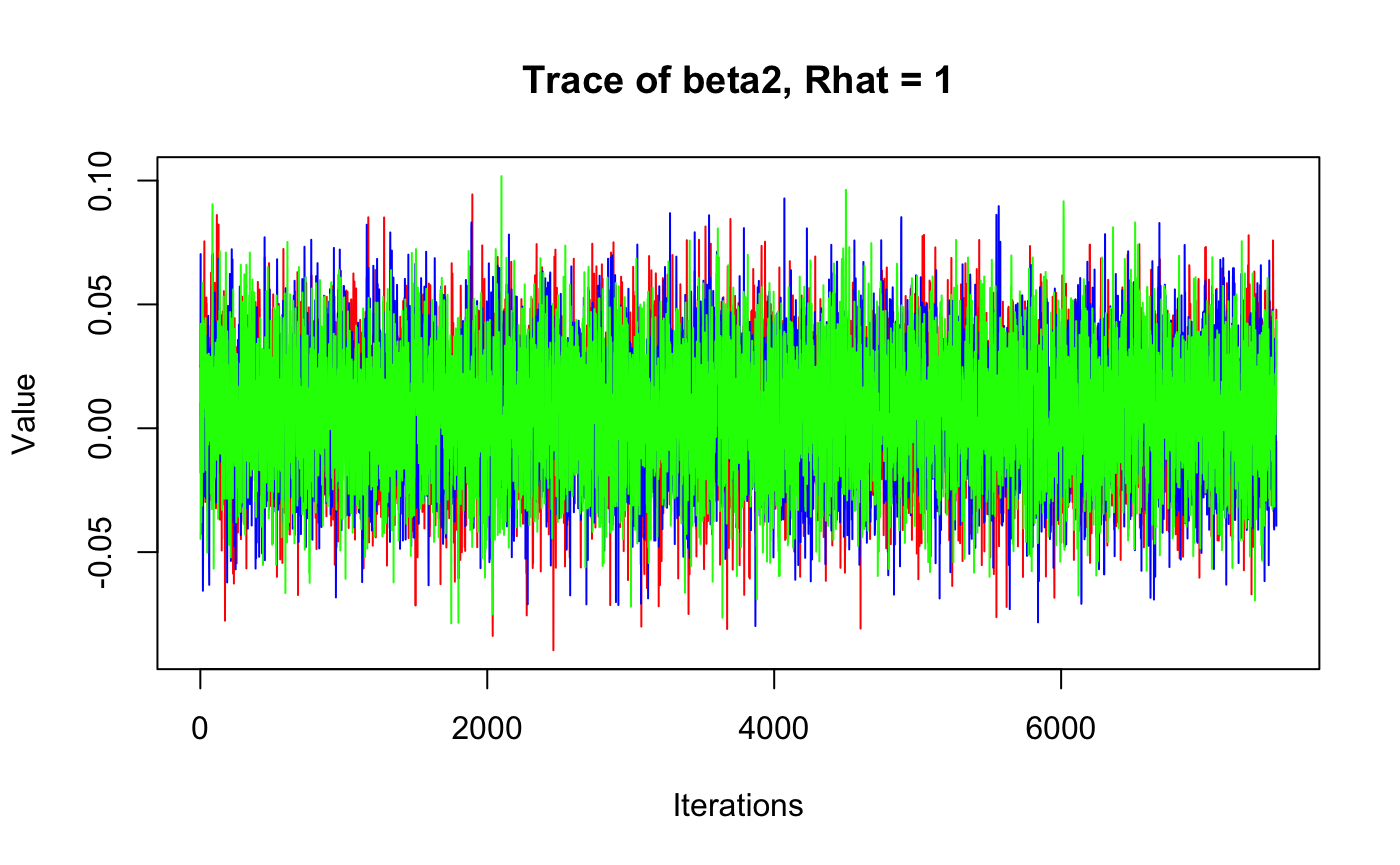 Trace of beta2, Rhat = 1
0.10
0.05
0.00
-0.05
Value
0 2000 4000 6000
Iterations